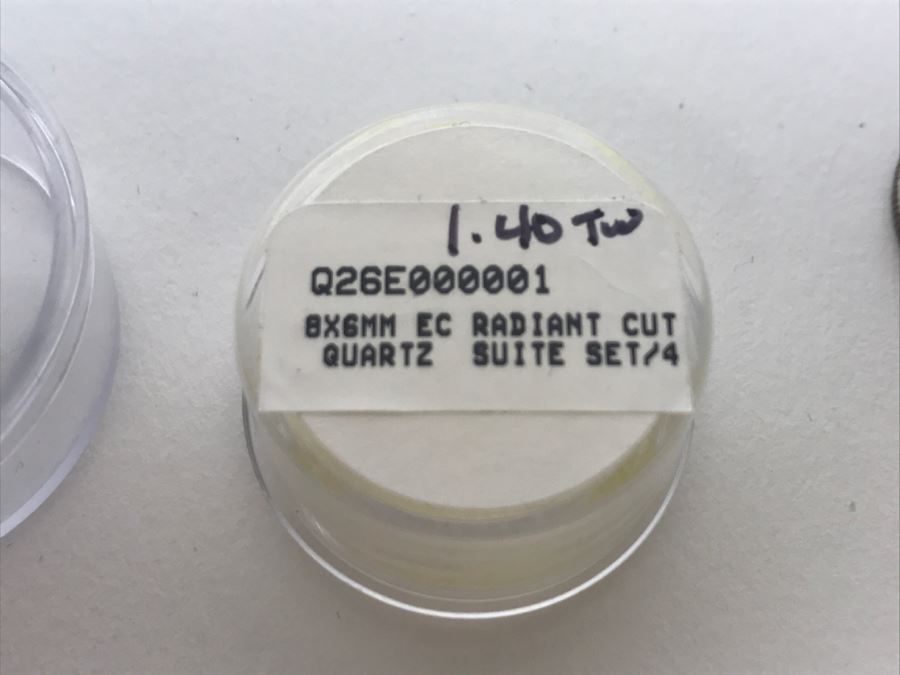 1.40 TW
Q26E000001
8X6MM EC RADIANT CUT
QUARTZ SUITE SET/4